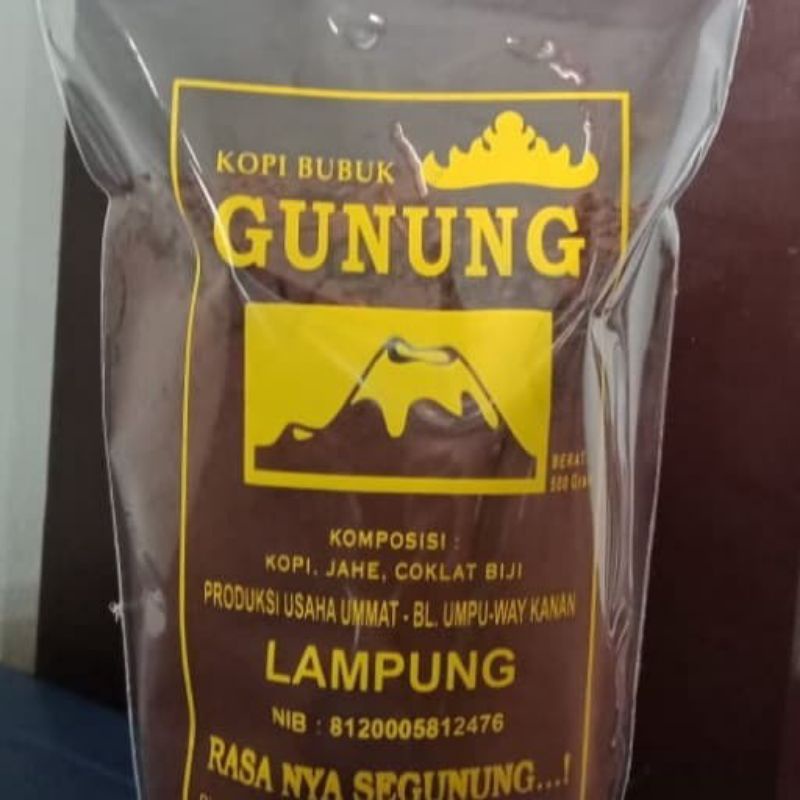 KOPI BUBUK
GUNUNG
BERAT
500 Gram
KOMPOSISI :
KOPI. JAHE, COKLAT BIJI
PRODUKSI USAHA UMMAT - BL. UMPU-WAY KANAN
LAMPUNG
NIB : 8120005812476
RASA NYA SEGUNUNG...!